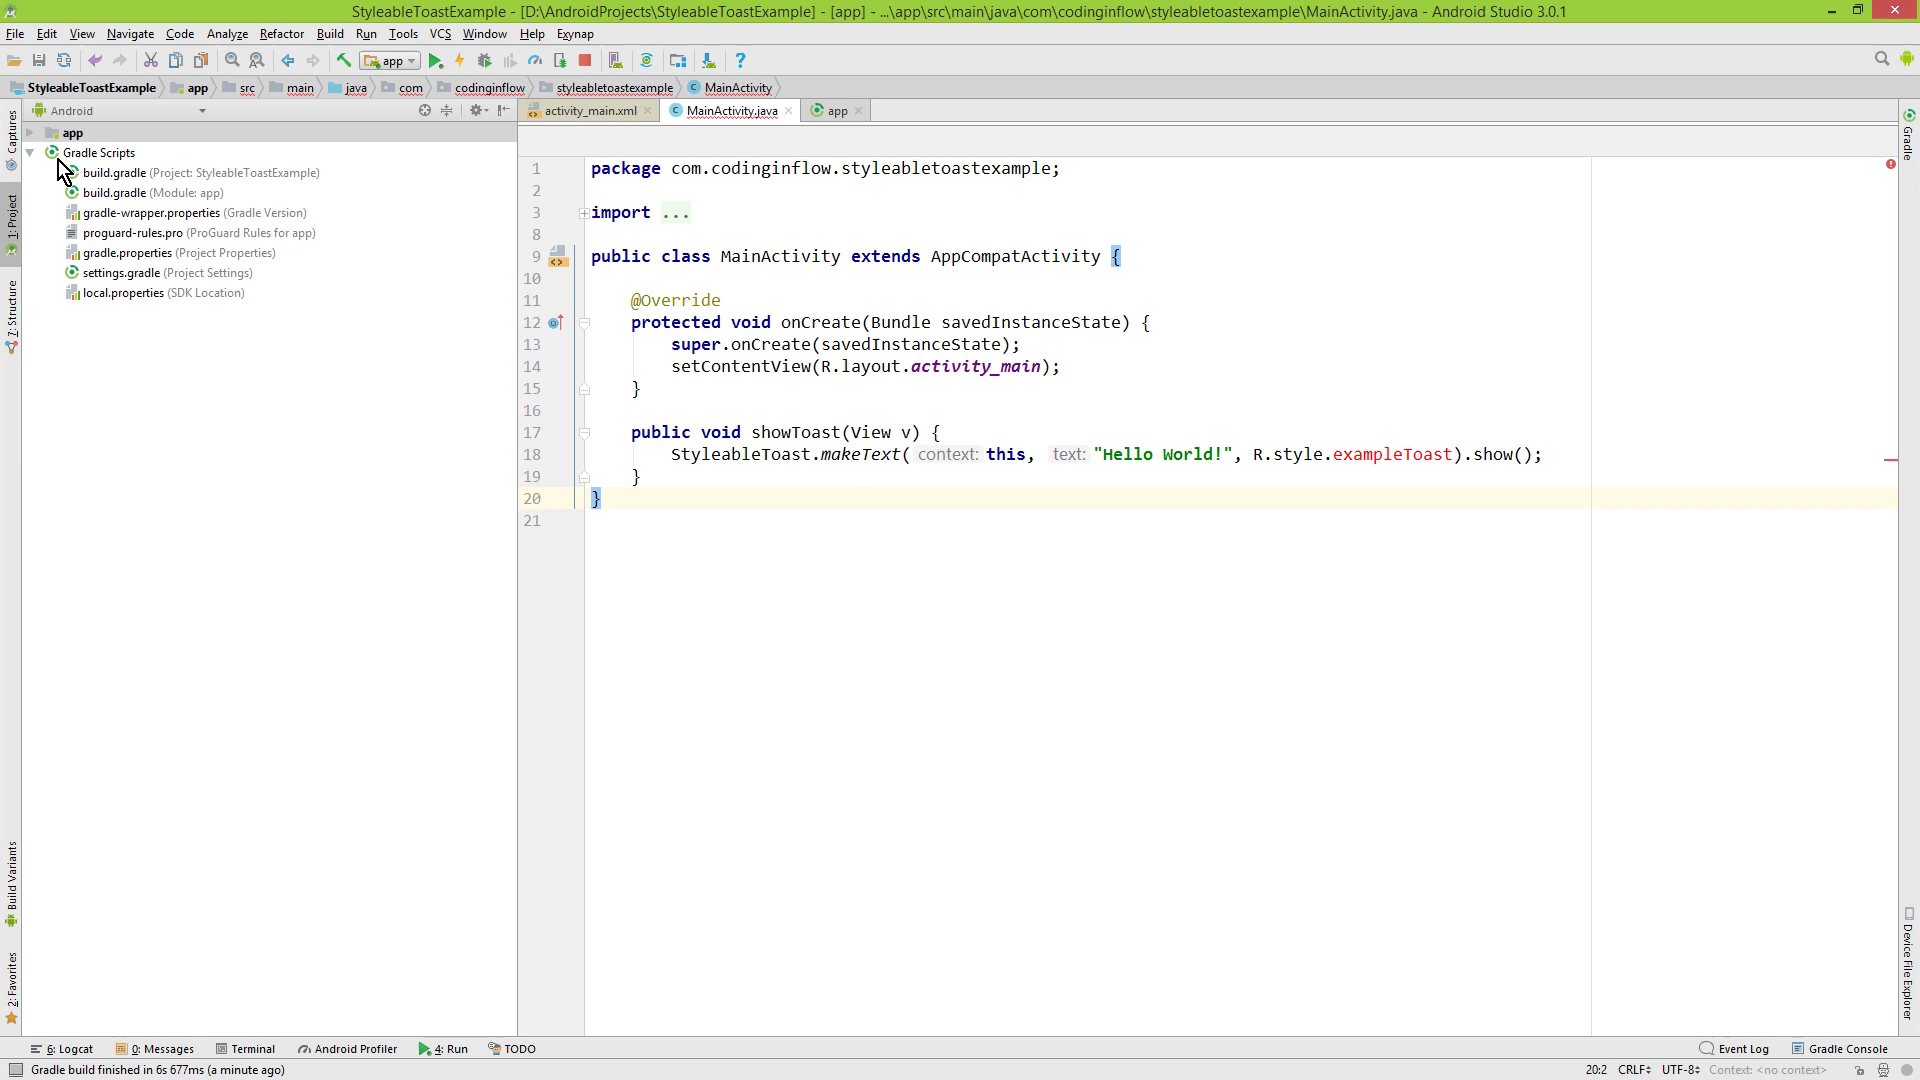 StyleableToastExample - [D:\AndroidProjects\StyleableToastExample] - [app] - ...\app\src\main\java\com\codinginflow\styleabletoastexample\MainActivity.java - Android Studio 3.0.1
File Edit View Navigate Code Analyze Refactor Build Run Tools VCS Window Help Exynap
app
StyleableToastExample app src main java com codinginflow styleabletoastexample MainActivity
Android
activity_main.xml MainActivity.java app
app
Gradle Scripts
build.gradle (Project: StyleableToastExample)
build.gradle (Module: app)
gradle-wrapper.properties (Gradle Version)
proguard-rules.pro (ProGuard Rules for app)
gradle.properties (Project Properties)
settings.gradle (Project Settings)
local.properties (SDK Location)
Captures
1: Project
7: Structure
Build Variants
2: Favorites
1 package com.codinginflow.styleabletoastexample;
2
3 import ...
8
9 public class MainActivity extends AppCompatActivity {
10
11 @Override
12 protected void onCreate(Bundle savedInstanceState) {
13 super.onCreate(savedInstanceState);
14 setContentView(R.layout.activity_main);
15 }
16
17 public void showToast(View v) {
18 StyleableToast.makeText( context: this, text: "Hello World!", R.style.exampleToast).show();
19 }
20 }
21
Gradle
Device File Explorer
6: Logcat 0: Messages Terminal Android Profiler 4: Run TODO Event Log Gradle Console
Gradle build finished in 6s 677ms (a minute ago) 20:2 CRLF UTF-8 Context: <no context>